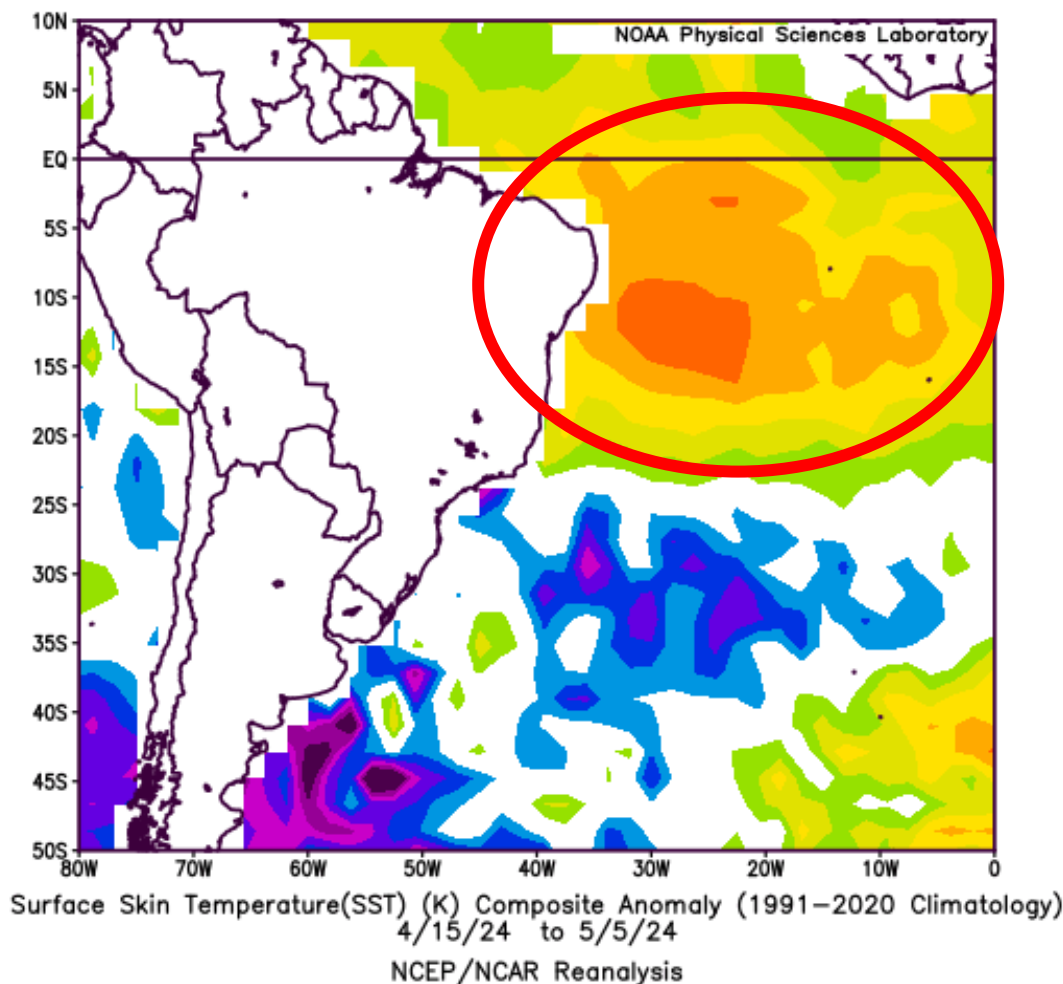 10N
NOAA Physical Sciences Laboratory
5N
EQ
5S
10S
15S
20S
25S
30S
35S
40S
45S
50S
80W 70W 60W 50W 40W 30W 20W 10W 0
Surface Skin Temperature(SST) (K) Composite Anomaly (1991-2020 Climatology)
4/15/24 to 5/5/24
NCEP/NCAR Reanalysis